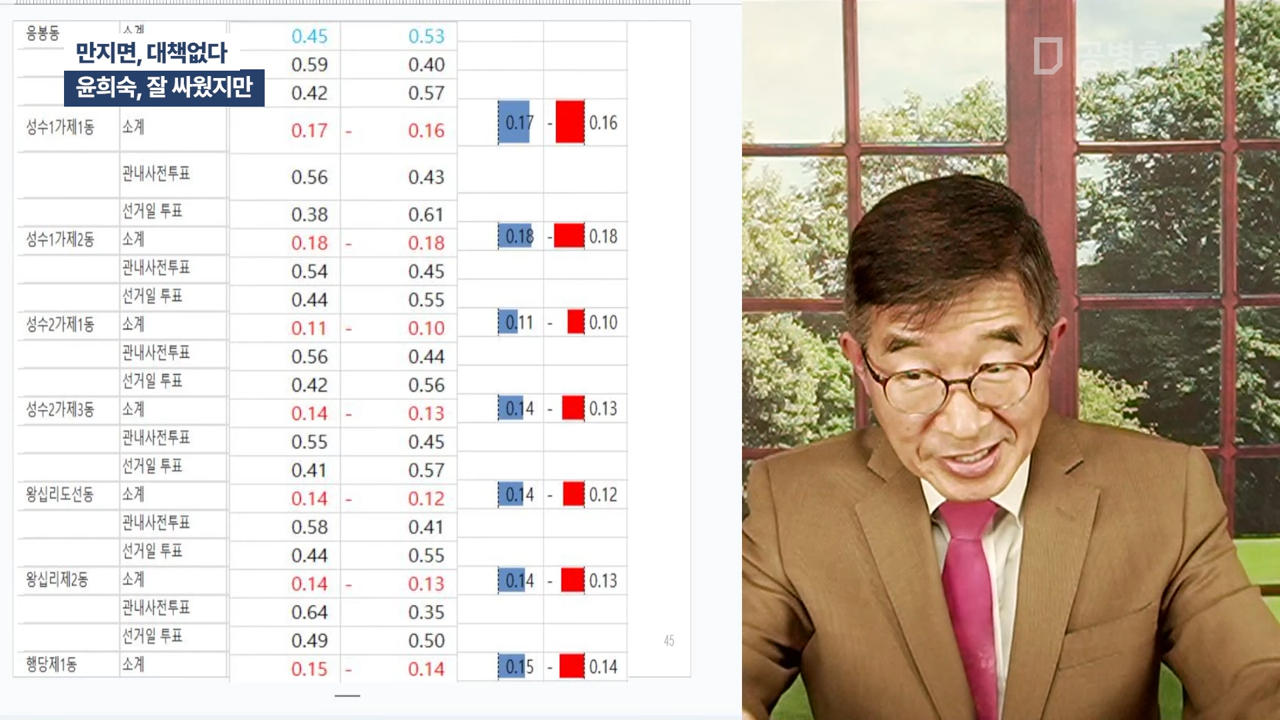 만지면, 대책없다
윤희숙, 잘 싸웠지만
응봉동 소계 0.45 0.53
0.59 0.40
0.42 0.57
성수1가제1동 소계 0.17 - 0.16 0.17 - 0.16
관내사전투표 0.56 0.43
선거일 투표 0.38 0.61
성수1가제2동 소계 0.18 - 0.18 0.18 - 0.18
관내사전투표 0.54 0.45
선거일 투표 0.44 0.55
성수2가제1동 소계 0.11 - 0.10 0.11 - 0.10
관내사전투표 0.56 0.44
선거일 투표 0.42 0.56
성수2가제3동 소계 0.14 - 0.13 0.14 - 0.13
관내사전투표 0.55 0.45
선거일 투표 0.41 0.57
왕십리도선동 소계 0.14 - 0.12 0.14 - 0.12
관내사전투표 0.58 0.41
선거일 투표 0.44 0.55
왕십리제2동 소계 0.14 - 0.13 0.14 - 0.13
관내사전투표 0.64 0.35
선거일 투표 0.49 0.50
행당제1동 소계 0.15 - 0.14 0.15 - 0.14
45